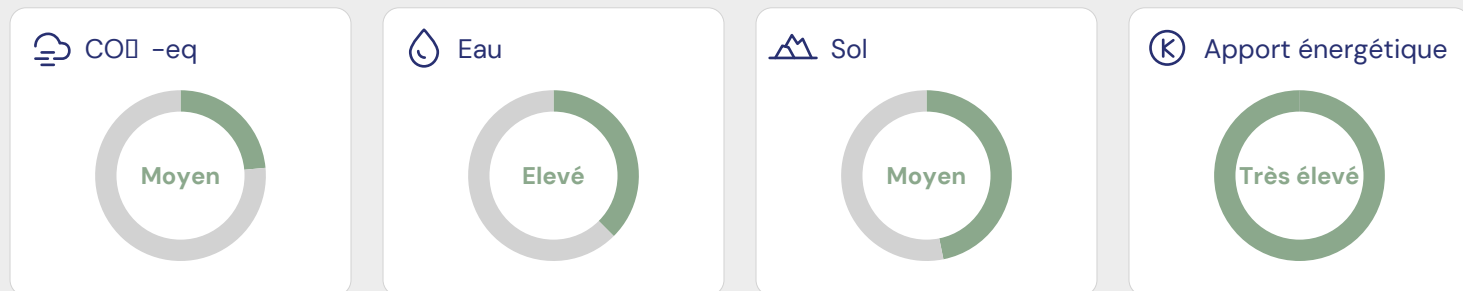 CO▯ -eq
Eau
Sol
Apport énergétique
Moyen
Elevé
Moyen
Très élevé